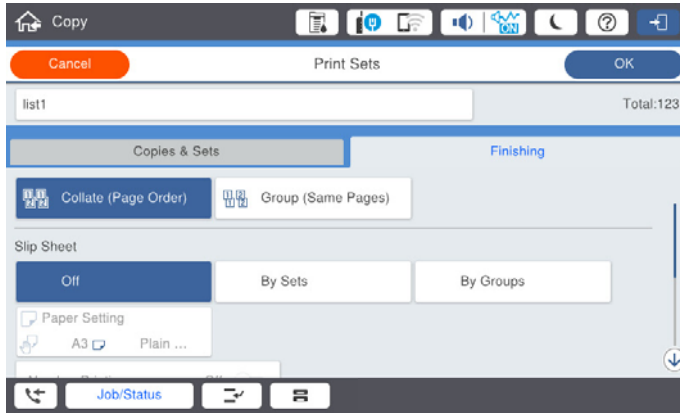 Copy
ON
Cancel
Print Sets
OK
list1
Total:123
Copies & Sets
Finishing
Collate (Page Order)
Group (Same Pages)
Slip Sheet
Off
By Sets
By Groups
Paper Setting
A3
Plain ...
Job/Status